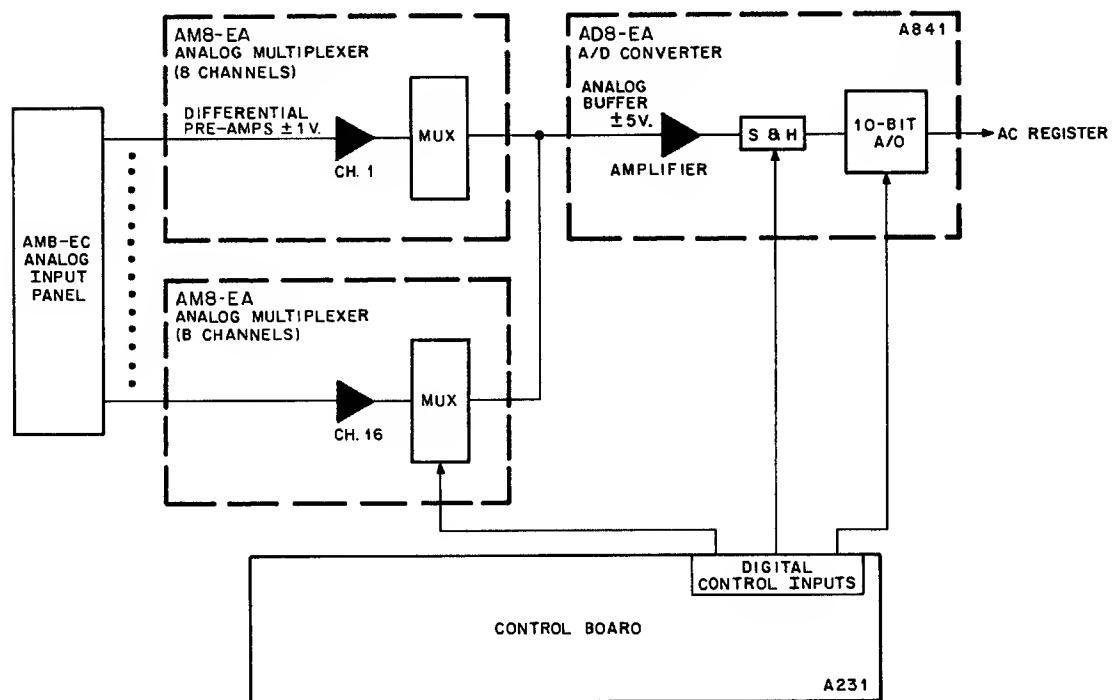 AM8-EA
ANALOG MULTIPLEXER
(8 CHANNELS)
DIFFERENTIAL
PRE-AMPS ±1V.
CH. 1
MUX
AD8-EA
A/D CONVERTER
A841
ANALOG
BUFFER
±5V.
AMPLIFIER
S & H
10-BIT
A/O
AC REGISTER
AM8-EC
ANALOG
INPUT
PANEL
AM8-EA
ANALOG MULTIPLEXER
(8 CHANNELS)
CH. 16
MUX
DIGITAL
CONTROL INPUTS
CONTROL BOARD
A231